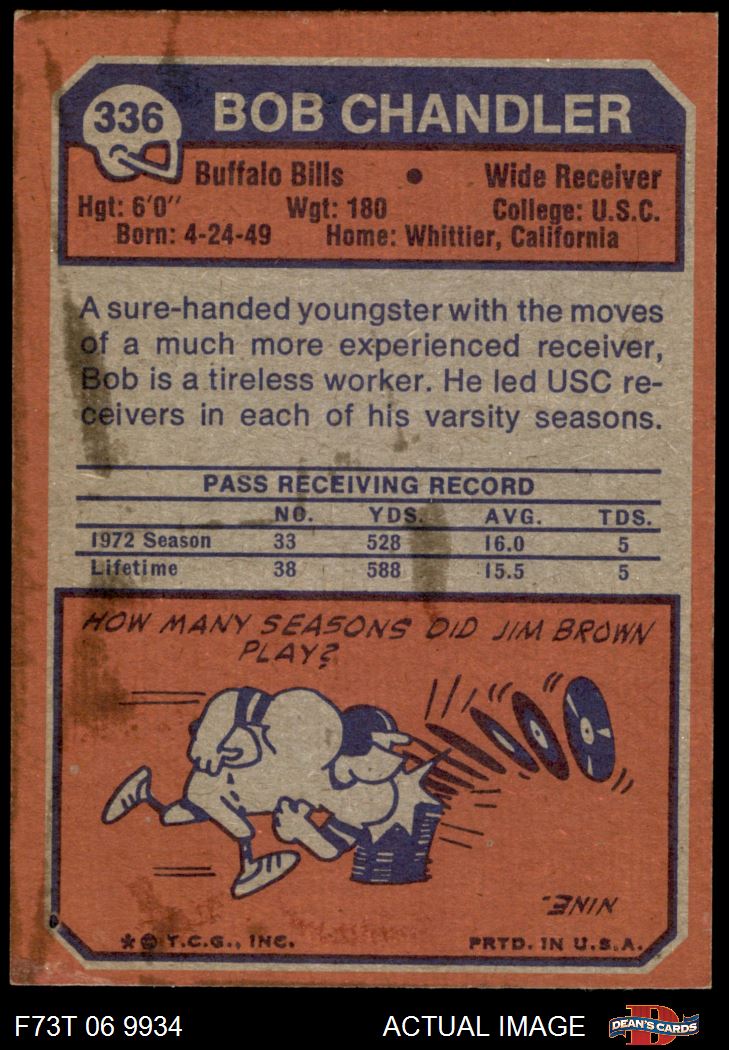 336
BOB CHANDLER
Buffalo Bills • Wide Receiver
Hgt: 6'0" Wgt: 180 College: U.S.C.
Born: 4-24-49 Home: Whittier, California
A sure-handed youngster with the moves
of a much more experienced receiver,
Bob is a tireless worker. He led USC re-
ceivers in each of his varsity seasons.
PASS RECEIVING RECORD
NO. YDS. AVG. TDS.
1972 Season 33 528 16.0 5
Lifetime 38 588 15.5 5
HOW MANY SEASONS DID JIM BROWN
PLAY?
NINE.
*© T.C.G., INC. PRTD. IN U.S.A.
F73T 06 9934 ACTUAL IMAGE
DEAN'S CARDS